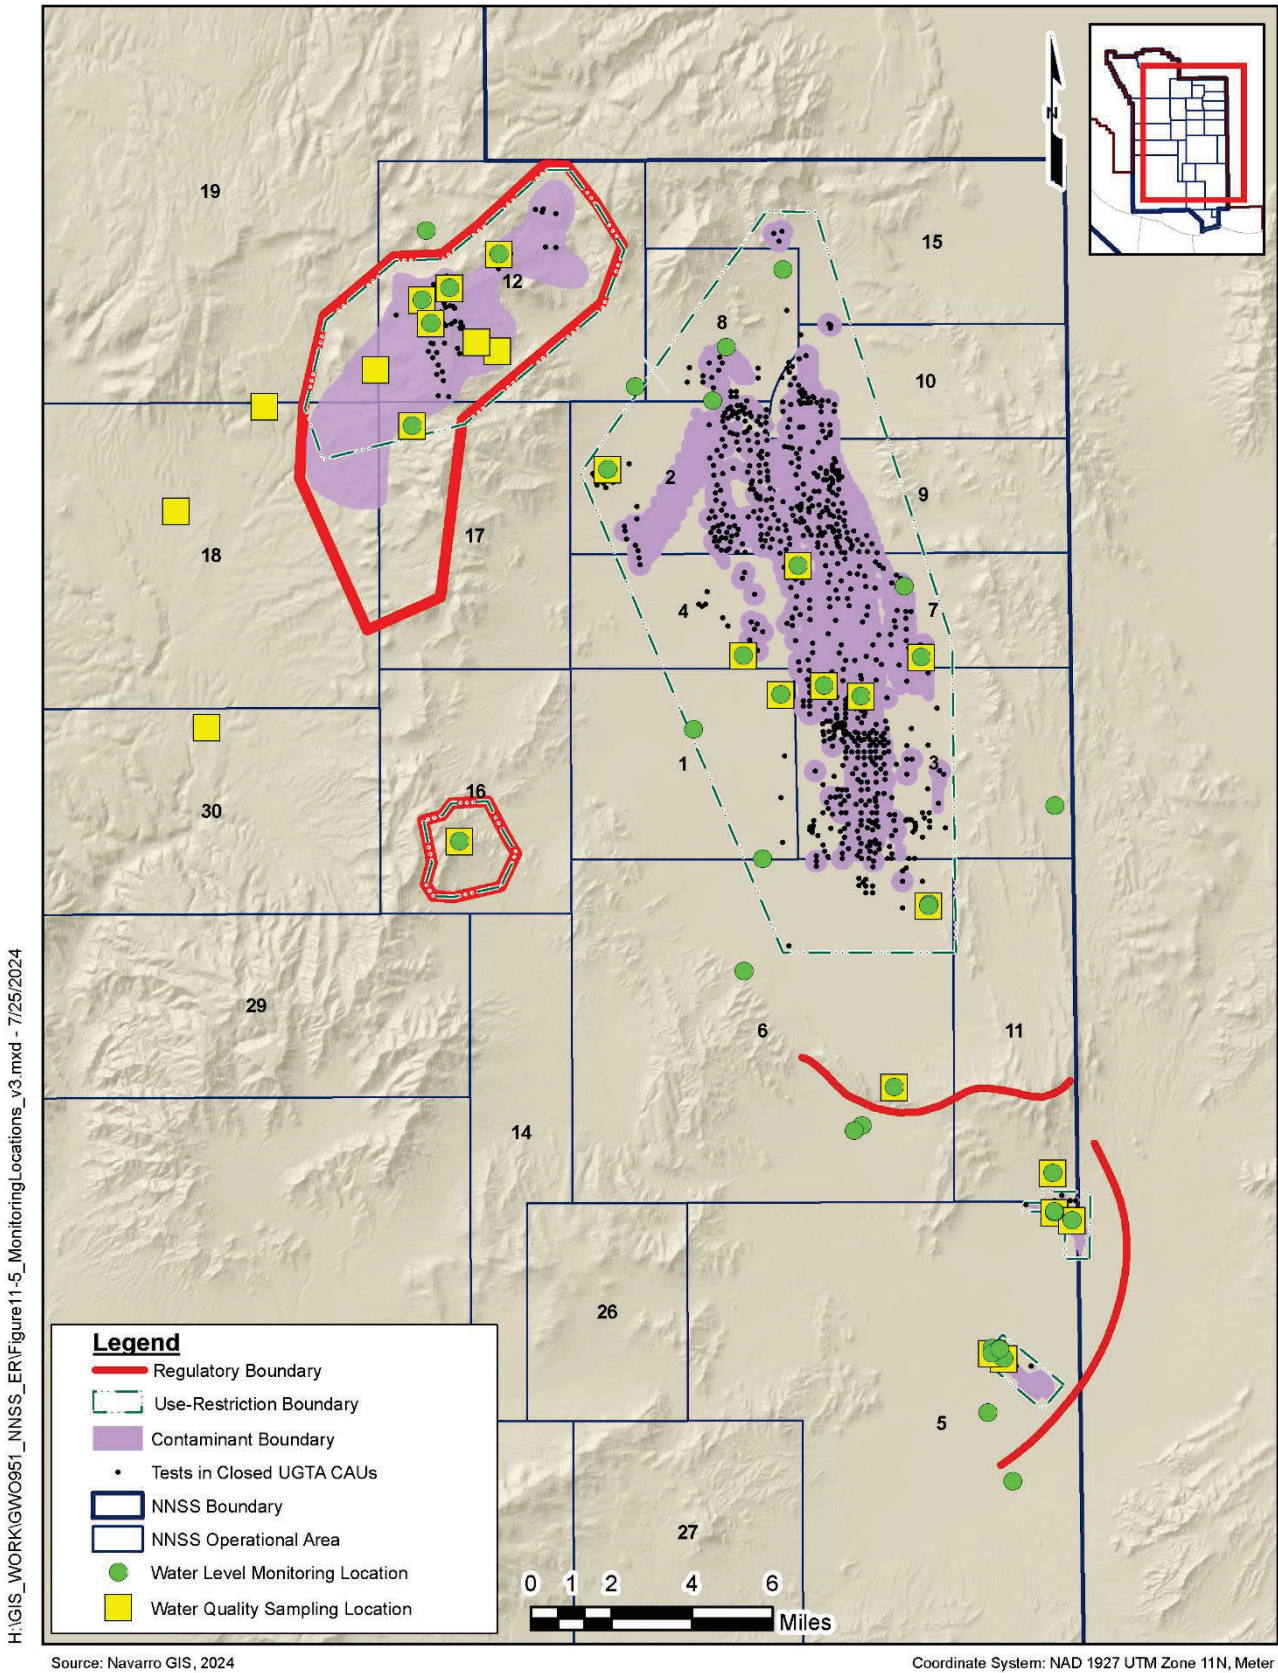 N
19
15
12
8
10
2
9
18
17
4
7
1
3
16
30
29
6
11
14
26
5
27
Legend
Regulatory Boundary
Use-Restriction Boundary
Contaminant Boundary
Tests in Closed UGTA CAUs
NNSS Boundary
NNSS Operational Area
Water Level Monitoring Location
Water Quality Sampling Location
0 1 2 4 6
Miles
H:\GIS_WORK\GWO951_NNSS_ER\Figure11-5_MonitoringLocations_v3.mxd - 7/25/2024
Source: Navarro GIS, 2024
Coordinate System: NAD 1927 UTM Zone 11N, Meter